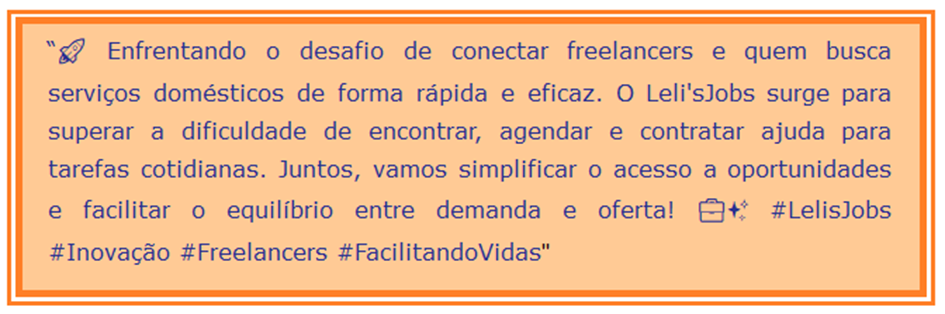 "🚀 Enfrentando o desafio de conectar freelancers e quem busca
serviços domésticos de forma rápida e eficaz. O Leli'sJobs surge para
superar a dificuldade de encontrar, agendar e contratar ajuda para
tarefas cotidianas. Juntos, vamos simplificar o acesso a oportunidades
e facilitar o equilíbrio entre demanda e oferta! 💼✨ #LelisJobs
#Inovação #Freelancers #FacilitandoVidas"